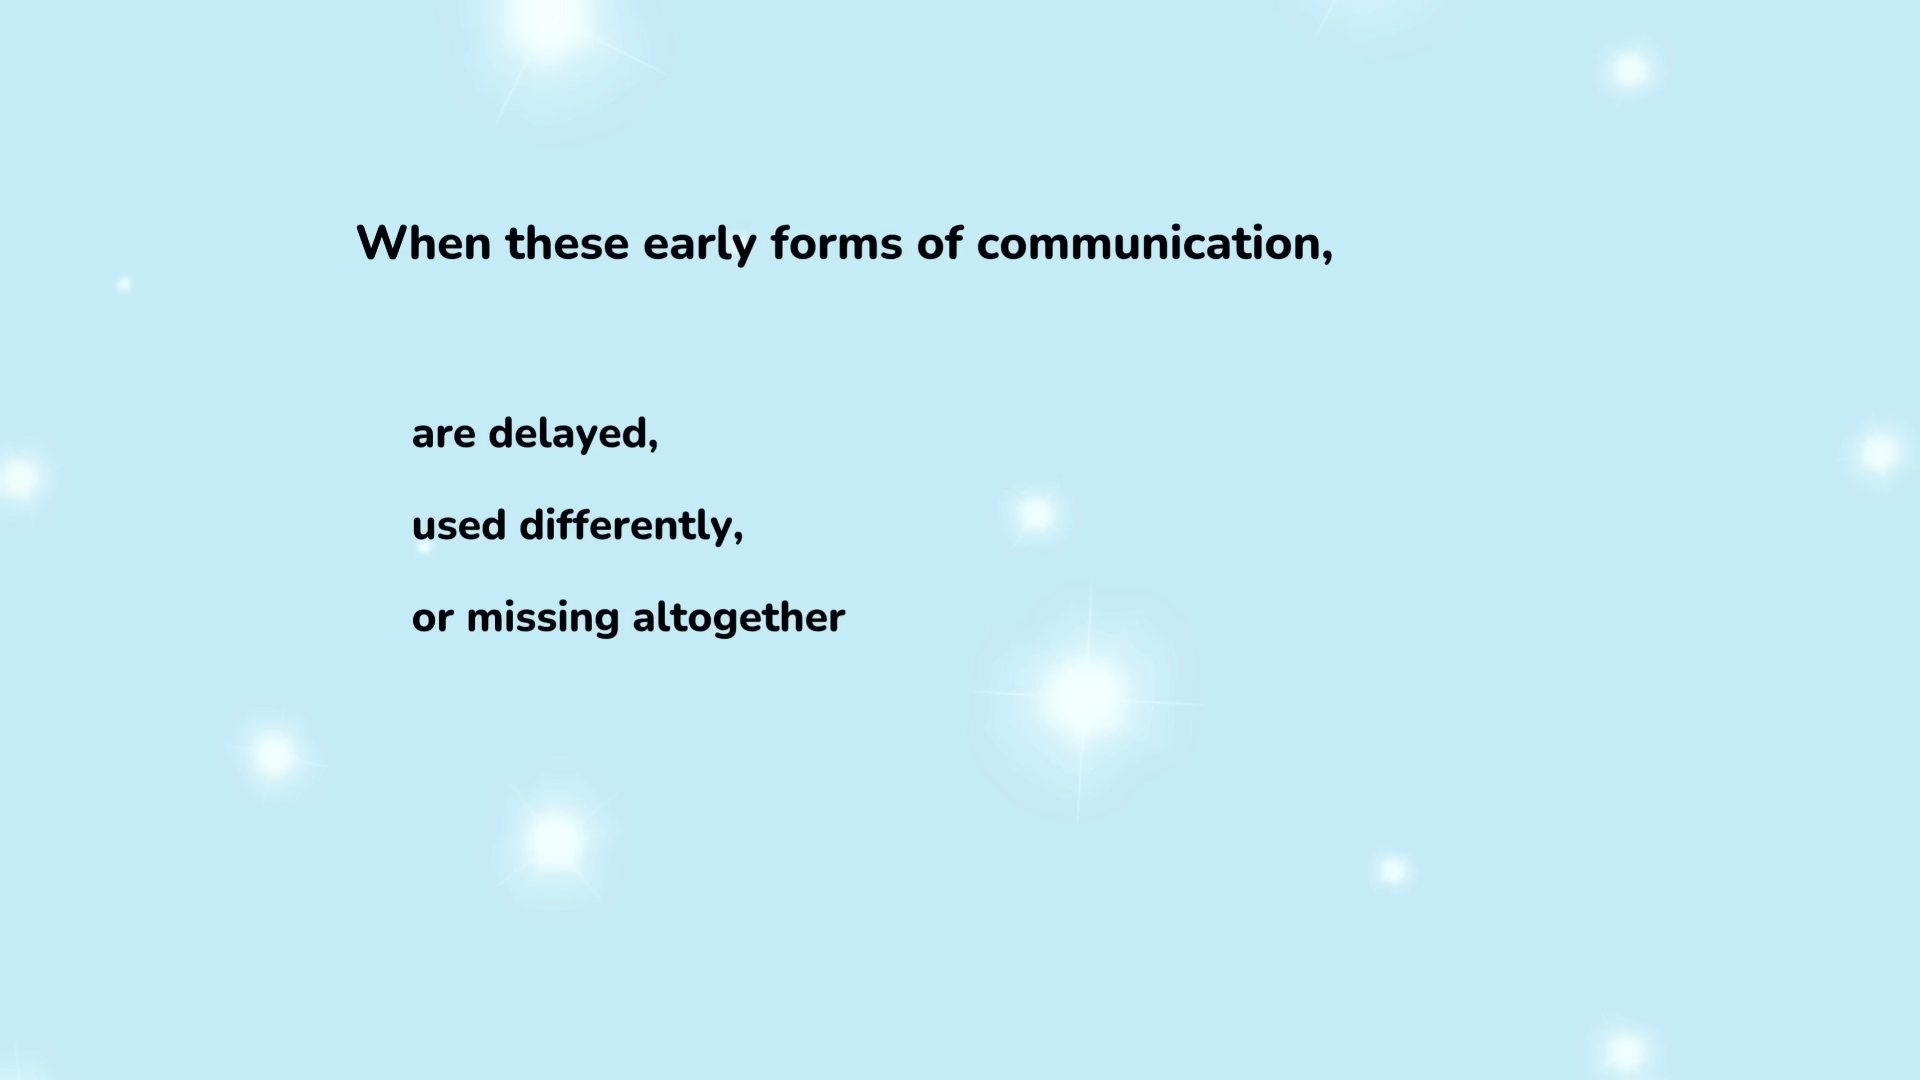 When these early forms of communication,
are delayed,
used differently,
or missing altogether